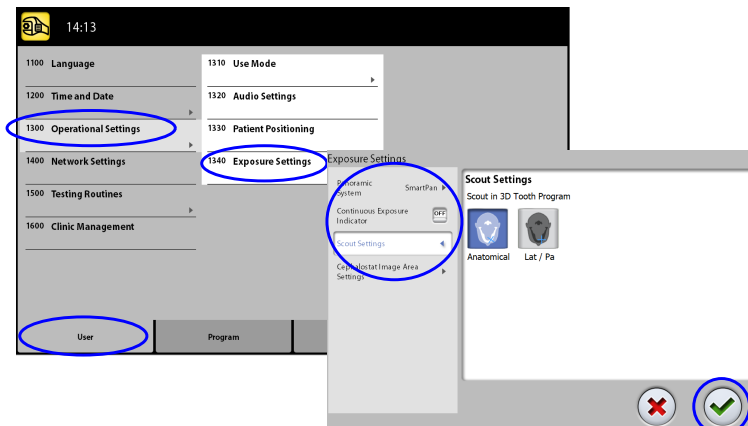 14:13
1100 Language
1200 Time and Date
1300 Operational Settings
1400 Network Settings
1500 Testing Routines
1600 Clinic Management
1310 Use Mode
1320 Audio Settings
1330 Patient Positioning
1340 Exposure Settings
User
Program
Exposure Settings
Panoramic
System
SmartPan
Continuous Exposure
Indicator
OFF
Scout Settings
Cephalostat Image Area
Settings
Scout Settings
Scout in 3D Tooth Program
Anatomical
Lat / Pa